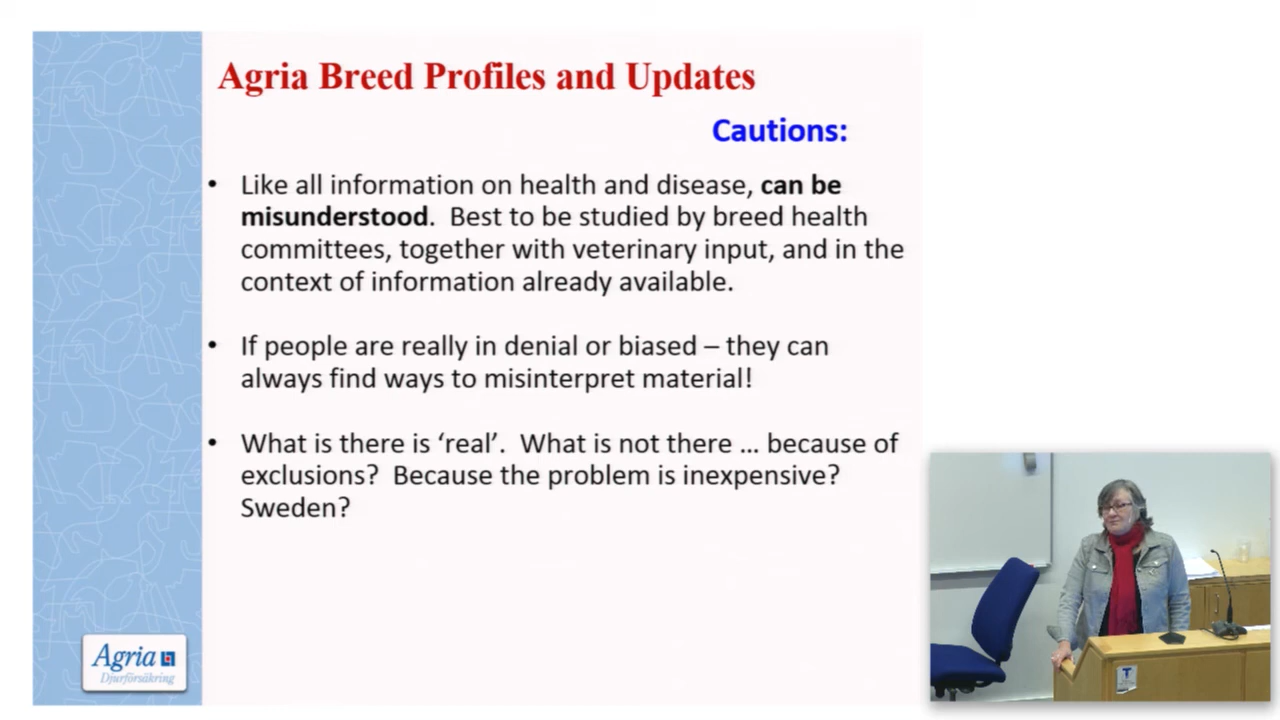 Agria Breed Profiles and Updates
Cautions:
• Like all information on health and disease, can be
misunderstood. Best to be studied by breed health
committees, together with veterinary input, and in the
context of information already available.
• If people are really in denial or biased – they can
always find ways to misinterpret material!
• What is there is ‘real’. What is not there … because of
exclusions? Because the problem is inexpensive?
Sweden?
Agria
Djurförsäkring
T